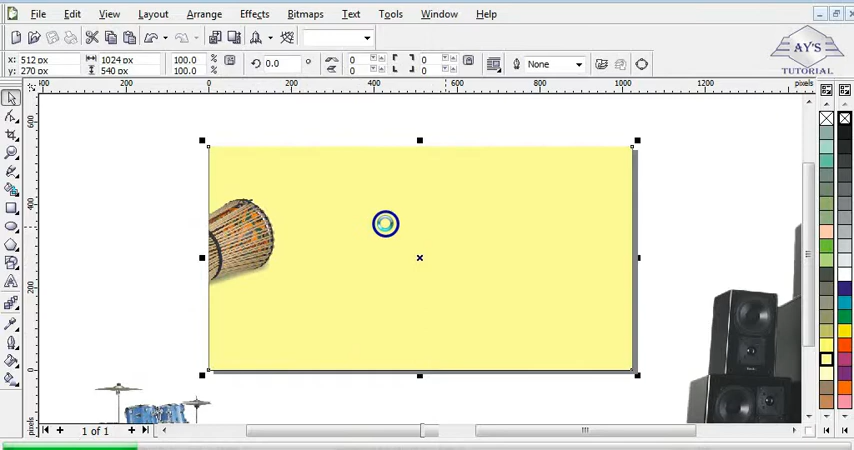 File Edit View Layout Arrange Effects Bitmaps Text Tools Window Help
x: 512 px
y: 270 px
1024 px
540 px
100.0 %
100.0 %
0.0 °
0 0
0 0
None
AY'S
TUTORIAL
200 0 200 400 600 800 1000 1200 pixels
600
400
200
0
pixels
1 of 1